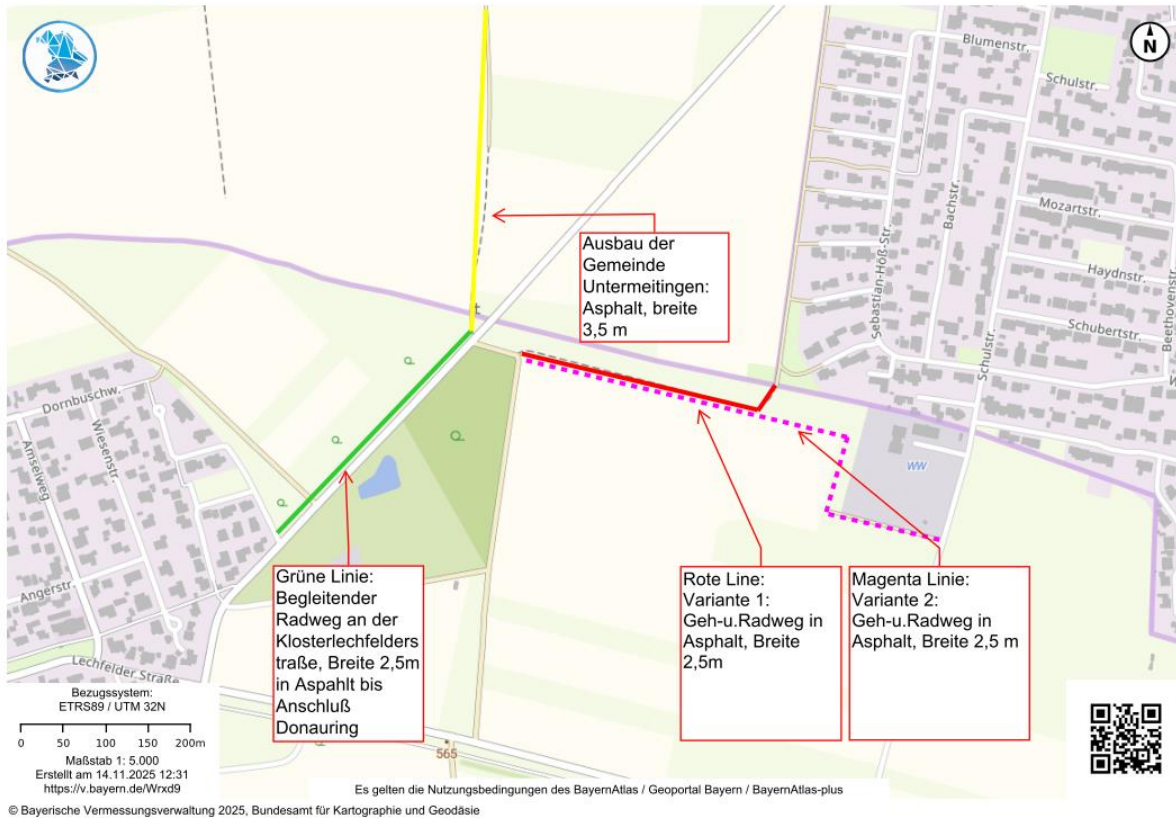 N
Blumenstr.
Schulstr.
Mozartstr.
Bachstr.
Haydnstr.
Sebastian-Höß-Str.
Schulstr.
Schubertstr.
Beethovenstr.
Ausbau der
Gemeinde
Untermeitingen:
Asphalt, breite
3,5 m
Dornbuschw.
Wiesenstr.
Amselweg
Angerstr.
Lechfelder Straße
WW
Grüne Linie:
Begleitender
Radweg an der
Klosterlechfelders
traße, Breite 2,5m
in Aspahlt bis
Anschluß
Donauring
Rote Line:
Variante 1:
Geh-u.Radweg in
Asphalt, Breite
2,5m
Magenta Linie:
Variante 2:
Geh-u.Radweg in
Asphalt, Breite 2,5 m
565
Bezugssystem:
ETRS89 / UTM 32N
0 50 100 150 200m
Maßstab 1: 5.000
Erstellt am 14.11.2025 12:31
https://v.bayern.de/Wrxd9
Es gelten die Nutzungsbedingungen des BayernAtlas / Geoportal Bayern / BayernAtlas-plus
© Bayerische Vermessungsverwaltung 2025, Bundesamt für Kartographie und Geodäsie